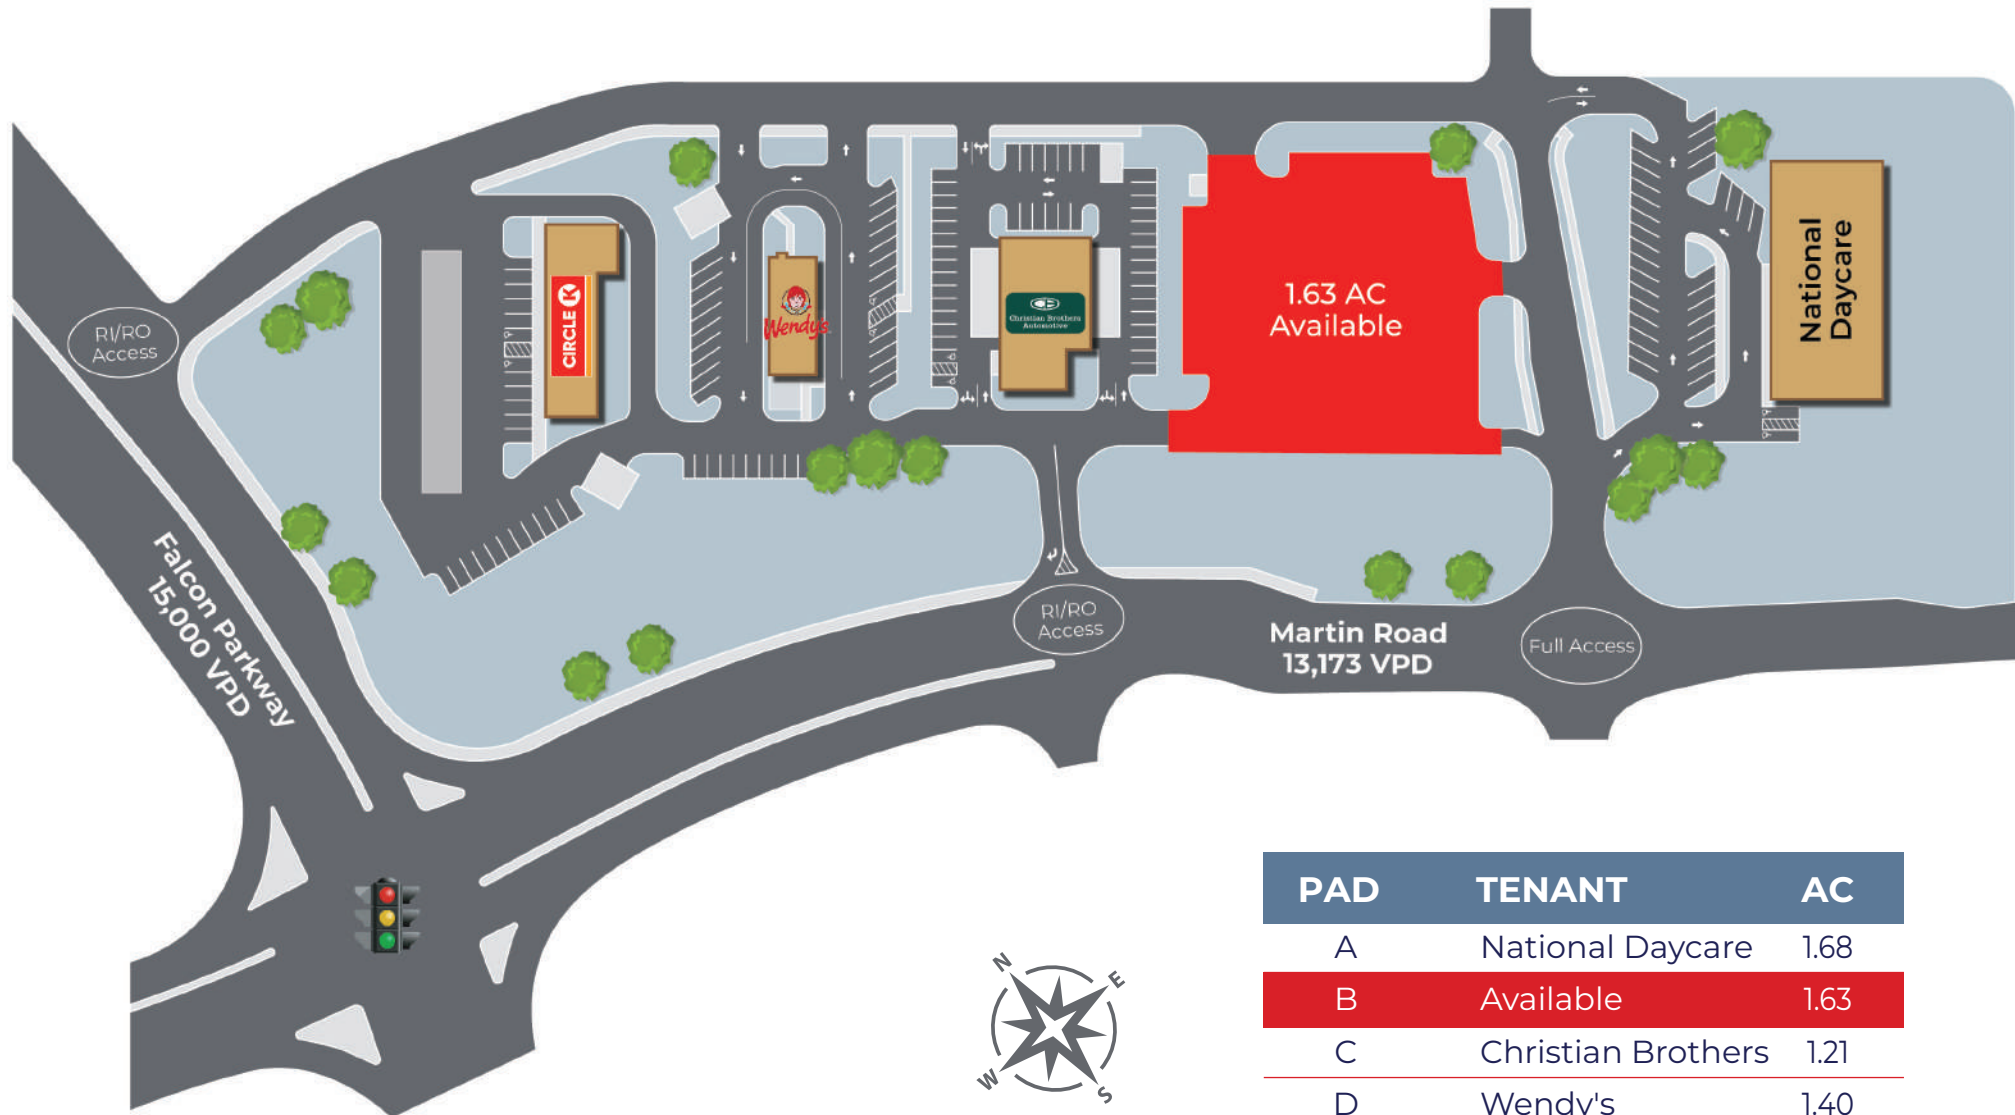 RI/RO
Access
CIRCLE K
Wendy's
Christian Brothers
Automotive
1.63 AC
Available
National
Daycare
Falcon Parkway
15,000 VPD
RI/RO
Access
Martin Road
13,173 VPD
Full Access
N
E
W
S
PAD TENANT AC
A National Daycare 1.68
B Available 1.63
C Christian Brothers 1.21
D Wendy's 1.40